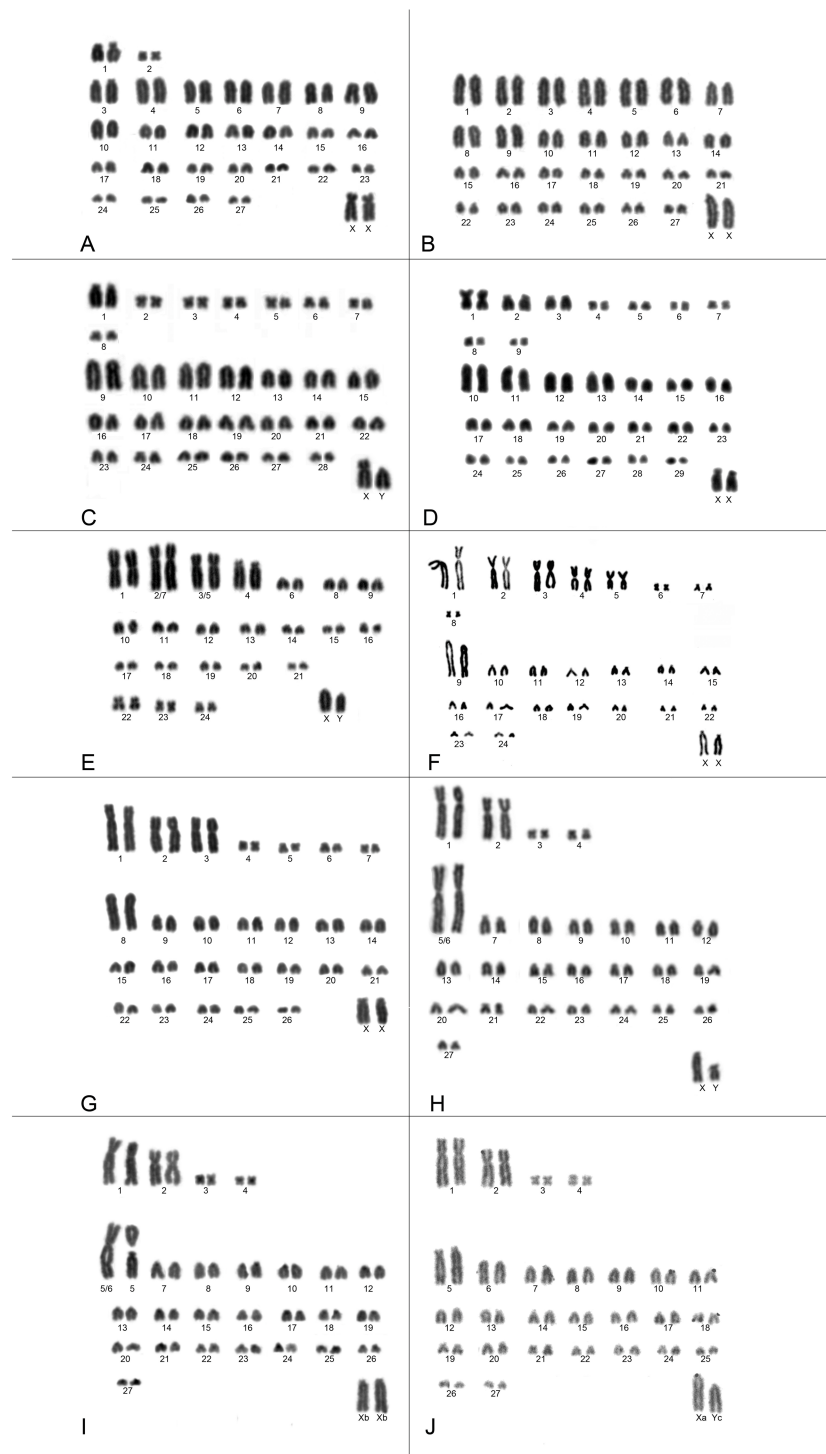 1 2
3 4 5 6 7 8 9
10 11 12 13 14 15 16
17 18 19 20 21 22 23
24 25 26 27
X X
A
1 2 3 4 5 6 7
8 9 10 11 12 13 14
15 16 17 18 19 20 21
22 23 24 25 26 27
X X
B
1 2 3 4 5 6 7
8
9 10 11 12 13 14 15
16 17 18 19 20 21 22
23 24 25 26 27 28
X Y
C
1 2 3 4 5 6 7
8 9
10 11 12 13 14 15 16
17 18 19 20 21 22 23
24 25 26 27 28 29
X X
D
1 2/7 3/5 4 6 8 9
10 11 12 13 14 15 16
17 18 19 20 21
22 23 24
X Y
E
1 2 3 4 5 6 7
8
9 10 11 12 13 14 15
16 17 18 19 20 21 22
23 24
X X
F
1 2 3 4 5 6 7
8 9 10 11 12 13 14
15 16 17 18 19 20 21
22 23 24 25 26
X X
G
1 2 3 4
5/6 7 8 9 10 11 12
13 14 15 16 17 18 19
20 21 22 23 24 25 26
27
X Y
H
1 2 3 4
5/6 5 7 8 9 10 11 12
13 14 15 16 17 18 19
20 21 22 23 24 25 26
27
Xb Xb
I
1 2 3 4
5 6 7 8 9 10 11
12 13 14 15 16 17 18
19 20 21 22 23 24 25
26 27
Xa Yc
J